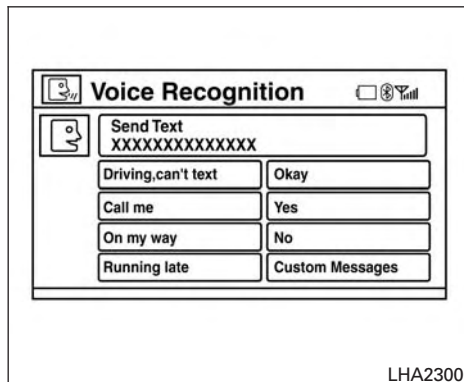 Voice Recognition
Send Text
XXXXXXXXXXXXXX
Driving,can't text
Okay
Call me
Yes
On my way
No
Running late
Custom Messages
LHA2300